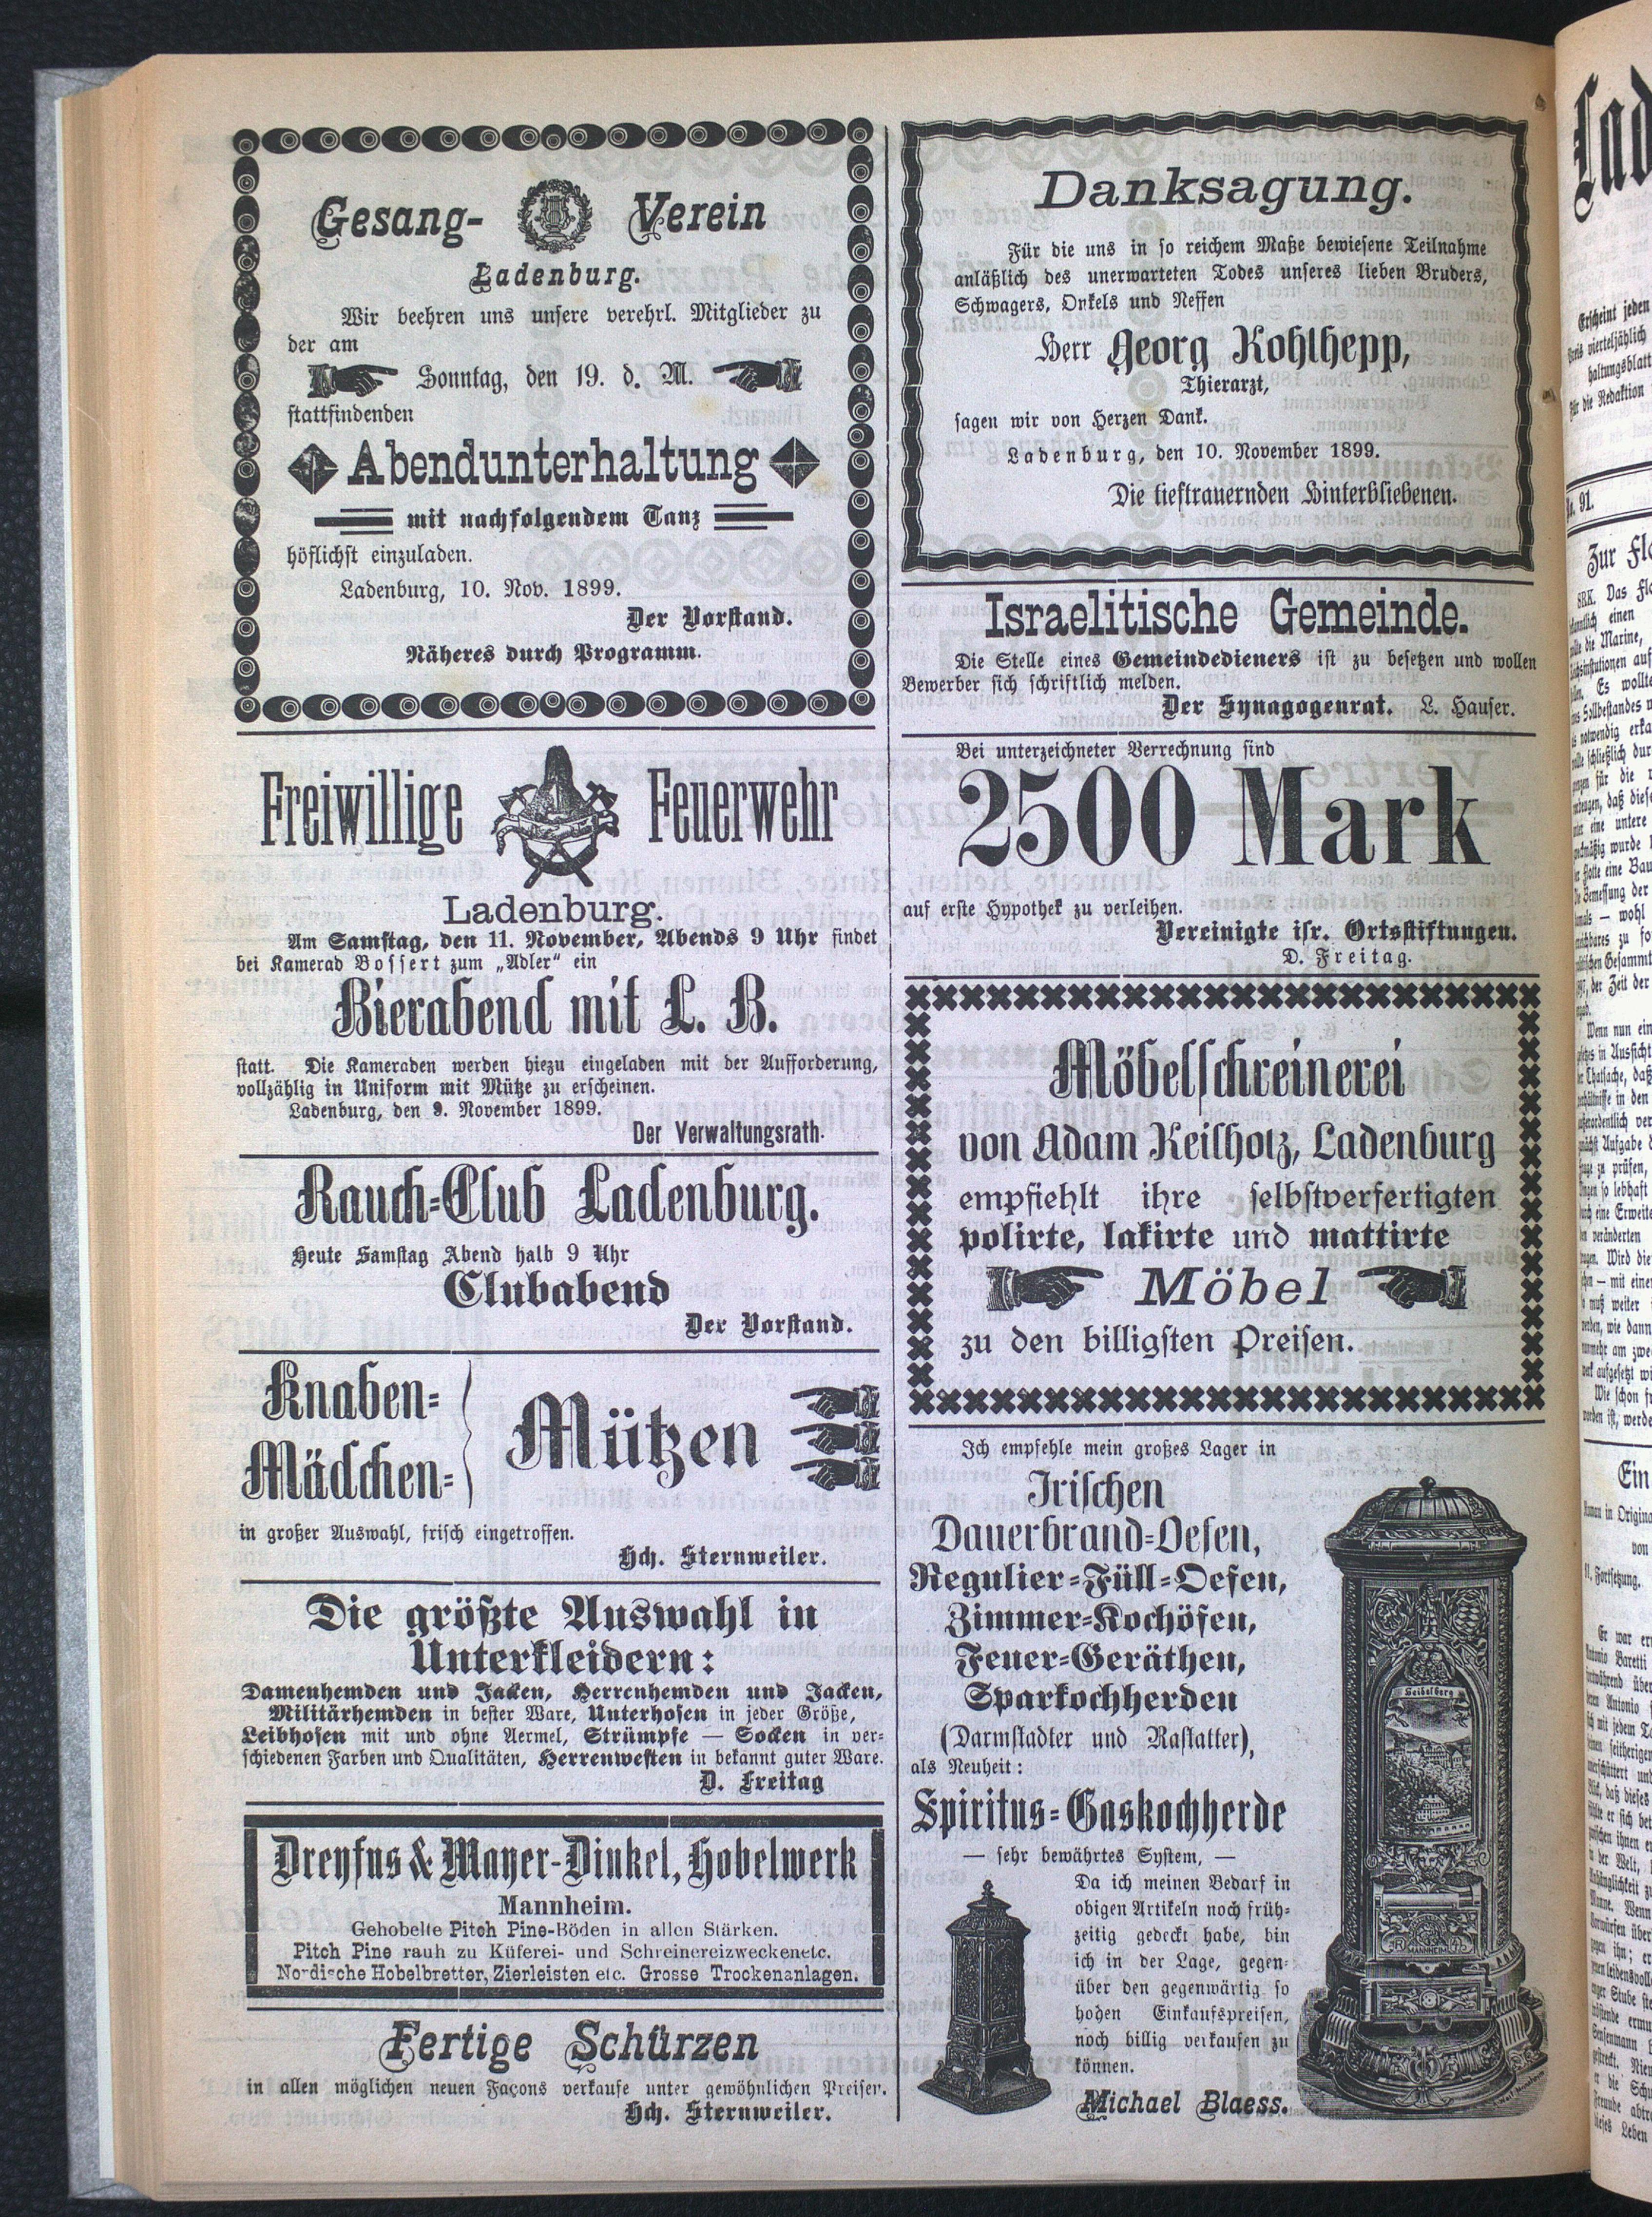 Gesang- Verein
Ladenburg.
Wir beehren uns unsere verehrl. Mitglieder zu
der am
Sonntag, den 19. d. M.
stattfindenden
Abendunterhaltung
mit nachfolgendem Tanz
höflichst einzuladen.
Ladenburg, 10. Nov. 1899.
Der Vorstand.
Näheres durch Programm.
Freiwillige Feuerwehr
Ladenburg.
Am Samstag, den 11. November, Abends 9 Uhr findet
bei Kamerad Bossert zum „Adler“ ein
Bierabend mit L. B.
statt. Die Kameraden werden hiezu eingeladen mit der Aufforderung,
vollzählig in Uniform mit Mütze zu erscheinen.
Ladenburg, den 9. November 1899.
Der Verwaltungsrath.
Rauch-Club Ladenburg.
Heute Samstag Abend halb 9 Uhr
Clubabend
Der Vorstand.
Knaben-
Mädchen-
Mützen
in großer Auswahl, frisch eingetroffen.
Hch. Sternweiler.
Die größte Auswahl in
Unterkleidern:
Damenhemden und Jacken, Herrenhemden und Jacken,
Militärhemden in bester Ware, Unterhosen in jeder Größe,
Leibhosen mit und ohne Aermel, Strümpfe — Socken in ver-
schiedenen Farben und Qualitäten, Herrenwesten in bekannt guter Ware.
D. Freitag
Dreyfus & Mayer-Dinkel, Hobelwerk
Mannheim.
Gehobelte Pitch Pine-Böden in allen Stärken.
Pitch Pine rauh zu Küferei- und Schreinereizweckenetc.
Nordische Hobelbretter, Zierleisten etc. Grosse Trockenanlagen.
Fertige Schürzen
in allen möglichen neuen Façons verkaufe unter gewöhnlichen Preisen.
Hch. Sternweiler.
Danksagung.
Für die uns in so reichem Maße bewiesene Teilnahme
anläßlich des unerwarteten Todes unseres lieben Bruders,
Schwagers, Onkels und Neffen
Herr Georg Kohlhepp,
Thierarzt,
sagen wir von Herzen Dank.
Ladenburg, den 10. November 1899.
Die tieftrauernden Hinterbliebenen.
Israelitische Gemeinde.
Die Stelle eines Gemeindedieners ist zu besetzen und wollen
Bewerber sich schriftlich melden.
Der Synagogenrat. L. Hauser.
Bei unterzeichneter Verrechnung sind
2500 Mark
auf erste Hypothek zu verleihen.
Vereinigte isr. Ortsstiftungen.
D. Freitag.
Möbelschreinerei
von Adam Keilholz, Ladenburg
empfiehlt ihre selbstverfertigten
polirte, lakirte und mattirte
Möbel
zu den billigsten Preisen.
Ich empfehle mein großes Lager in
Irischen
Dauerbrand-Oefen,
Regulier-Füll-Oefen,
Zimmer-Kochöfen,
Feuer-Geräthen,
Sparkochherden
(Darmstadter und Rastatter),
als Neuheit:
Spiritus-Gaskochherde
— sehr bewährtes System, —
Da ich meinen Bedarf in
obigen Artikeln noch früh-
zeitig gedeckt habe, bin
ich in der Lage, gegen-
über den gegenwärtig so
hohen Einkaufspreisen,
noch billig verkaufen zu
können.
Michael Blaess.
Heidelberg
MANNHEIM
Lad
Erscheint jeden
haltungsblatt
Für die Redaktion
No. 91.